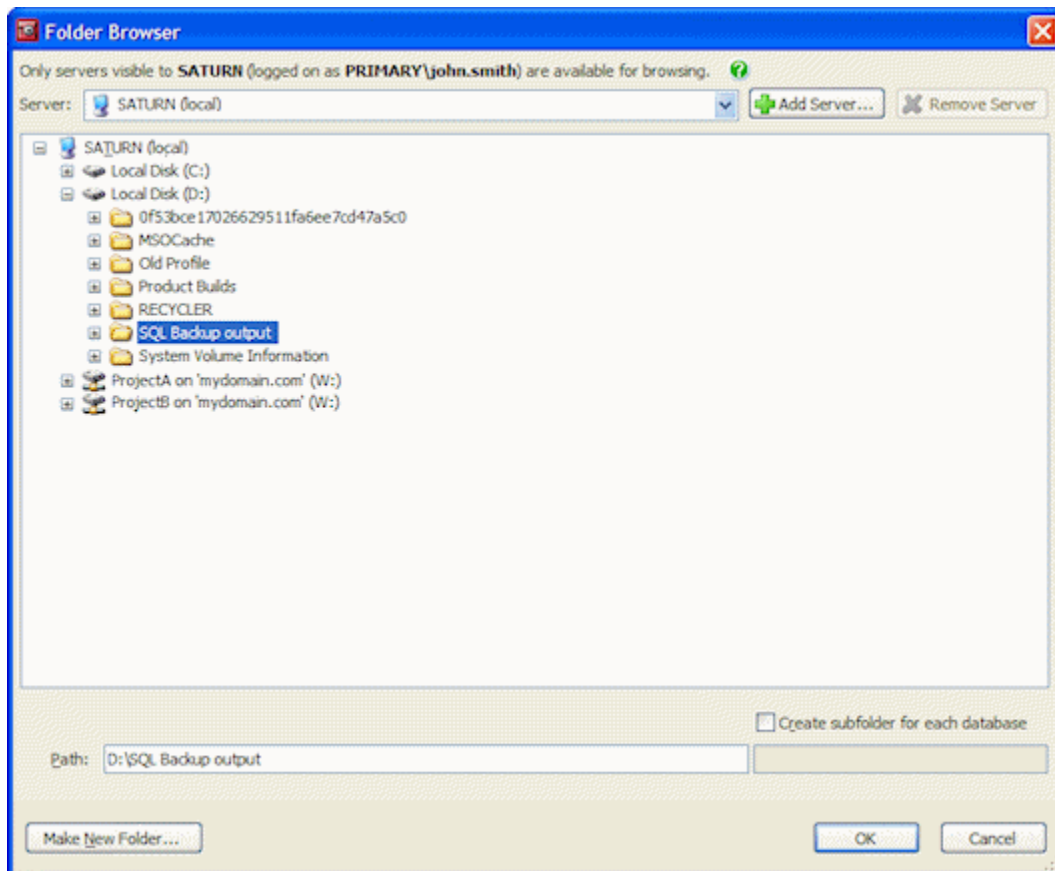 Folder Browser
Only servers visible to SATURN (logged on as PRIMARY\john.smith) are available for browsing.
Server: SATURN (local) Add Server... Remove Server
SATURN (local)
Local Disk (C:)
Local Disk (D:)
0f53bce17026629511fa6ee7cd47a5c0
MSOCache
Old Profile
Product Builds
RECYCLER
SQL Backup output
System Volume Information
ProjectA on 'mydomain.com' (W:)
ProjectB on 'mydomain.com' (W:)
Create subfolder for each database
Path: D:\SQL Backup output
Make New Folder... OK Cancel